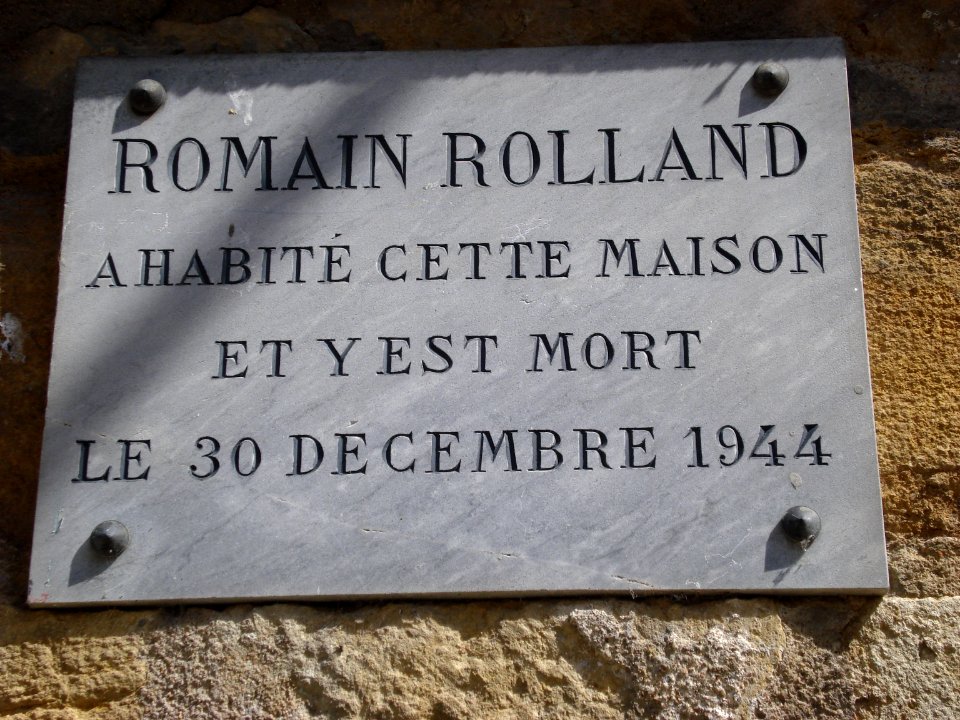 ROMAIN ROLLAND
A HABITÉ CETTE MAISON
ET Y EST MORT
LE 30 DECEMBRE 1944